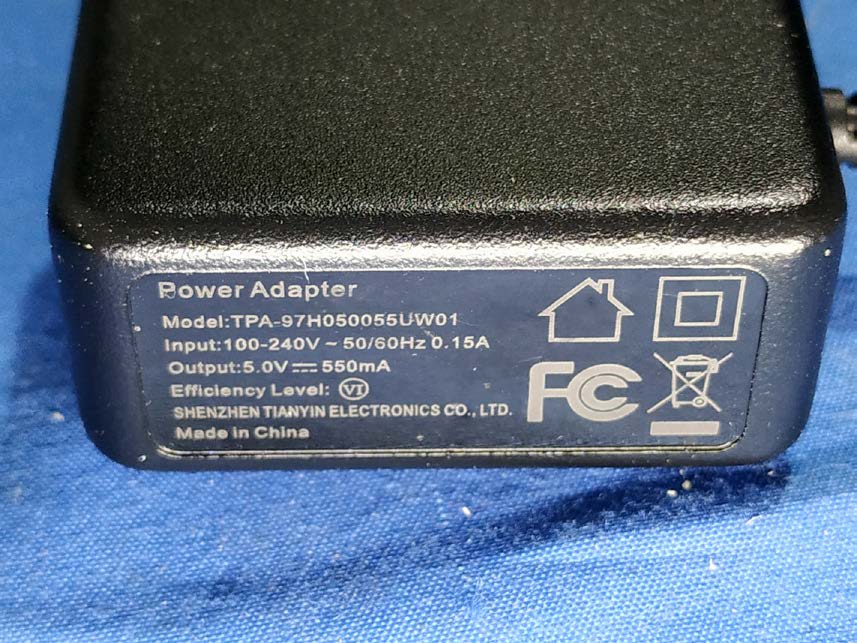 Power Adapter
Model:TPA-97H050055UW01
Input:100-240V ~ 50/60Hz 0.15A
Output:5.0V⎓550mA
Efficiency Level: VI
SHENZHEN TIANYIN ELECTRONICS CO., LTD.
Made in China
FC